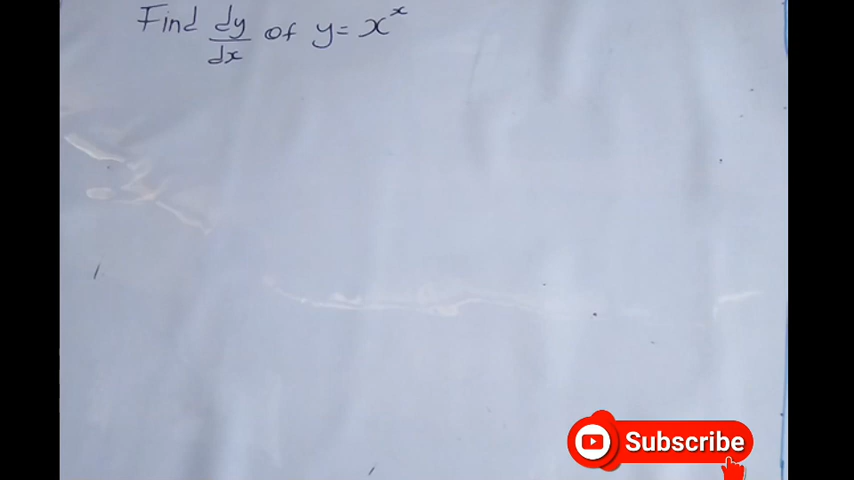 Find dy/dx of y = x^x
Subscribe